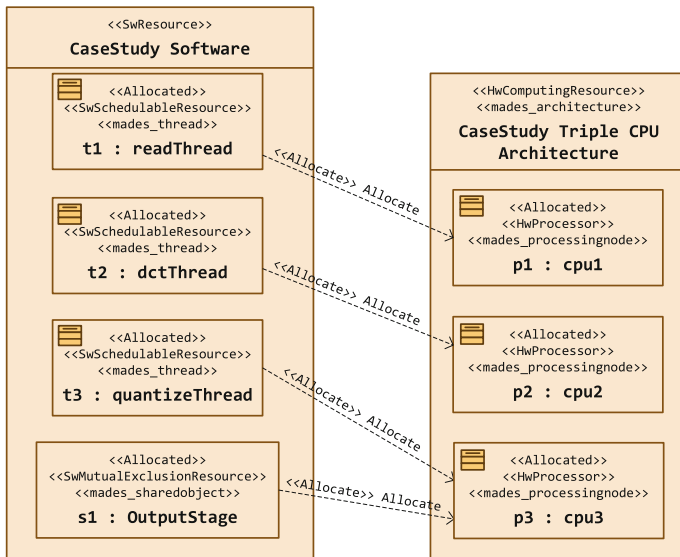 <<SwResource>>
CaseStudy Software
<<Allocated>>
<<SwSchedulableResource>>
<<mades_thread>>
t1 : readThread
<<Allocated>>
<<SwSchedulableResource>>
<<mades_thread>>
t2 : dctThread
<<Allocated>>
<<SwSchedulableResource>>
<<mades_thread>>
t3 : quantizeThread
<<Allocated>>
<<SwMutualExclusionResource>>
<<mades_sharedobject>>
s1 : OutputStage
<<Allocate>> Allocate
<<Allocate>> Allocate
<<Allocate>> Allocate
<<Allocate>> Allocate
<<HwComputingResource>>
<<mades_architecture>>
CaseStudy Triple CPU
Architecture
<<Allocated>>
<<HwProcessor>>
<<mades_processingnode>>
p1 : cpu1
<<Allocated>>
<<HwProcessor>>
<<mades_processingnode>>
p2 : cpu2
<<Allocated>>
<<HwProcessor>>
<<mades_processingnode>>
p3 : cpu3